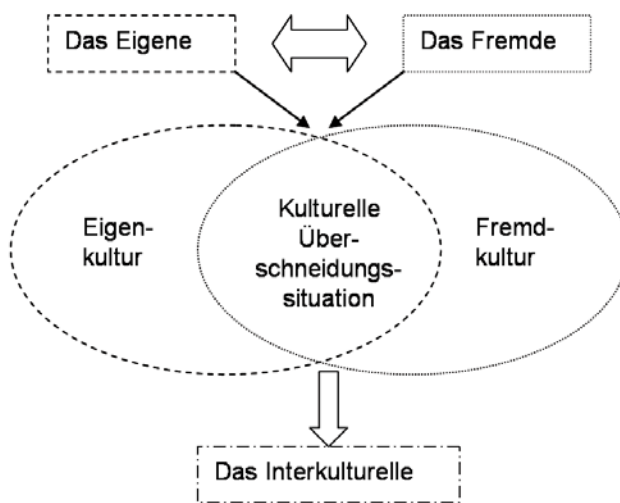 Das Eigene
Das Fremde
Eigen-
kultur
Kulturelle
Über-
schneidungs-
situation
Fremd-
kultur
Das Interkulturelle